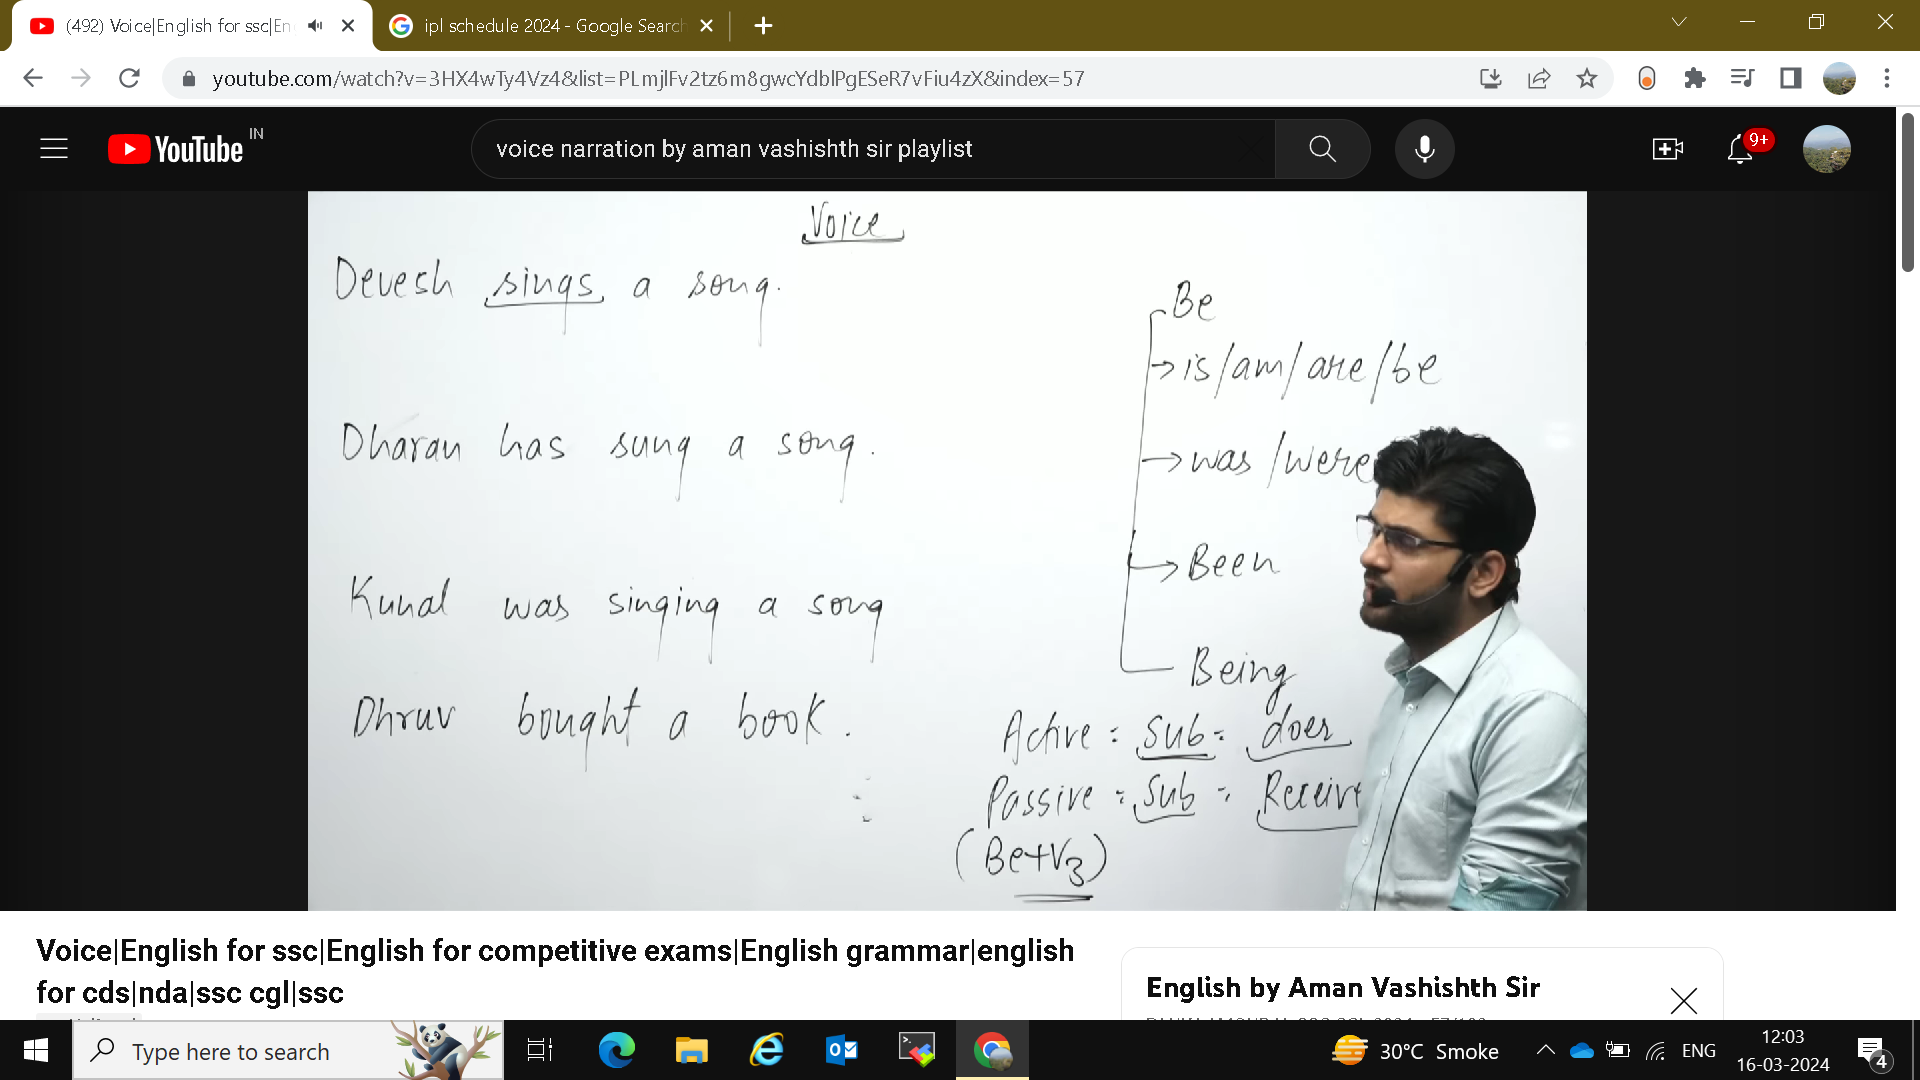 (492) Voice|English for ssc|En
ipl schedule 2024 - Google Search
youtube.com/watch?v=3HX4wTy4Vz4&list=PLmjlFv2tz6m8gwcYdblPgESeR7vFiu4zX&index=57
YouTube IN
voice narration by aman vashishth sir playlist
9+
Voice
Devesh sings a song.
Dharan has sung a song.
Kunal was singing a song
Dhruv bought a book.
Be
is/am/are/be
was/were
Been
Being
Active = Sub = does
Passive = Sub = Receive
(Be+V3)
Voice|English for ssc|English for competitive exams|English grammar|english
for cds|nda|ssc cgl|ssc
English by Aman Vashishth Sir
Type here to search
30°C Smoke
ENG
12:03
16-03-2024
4